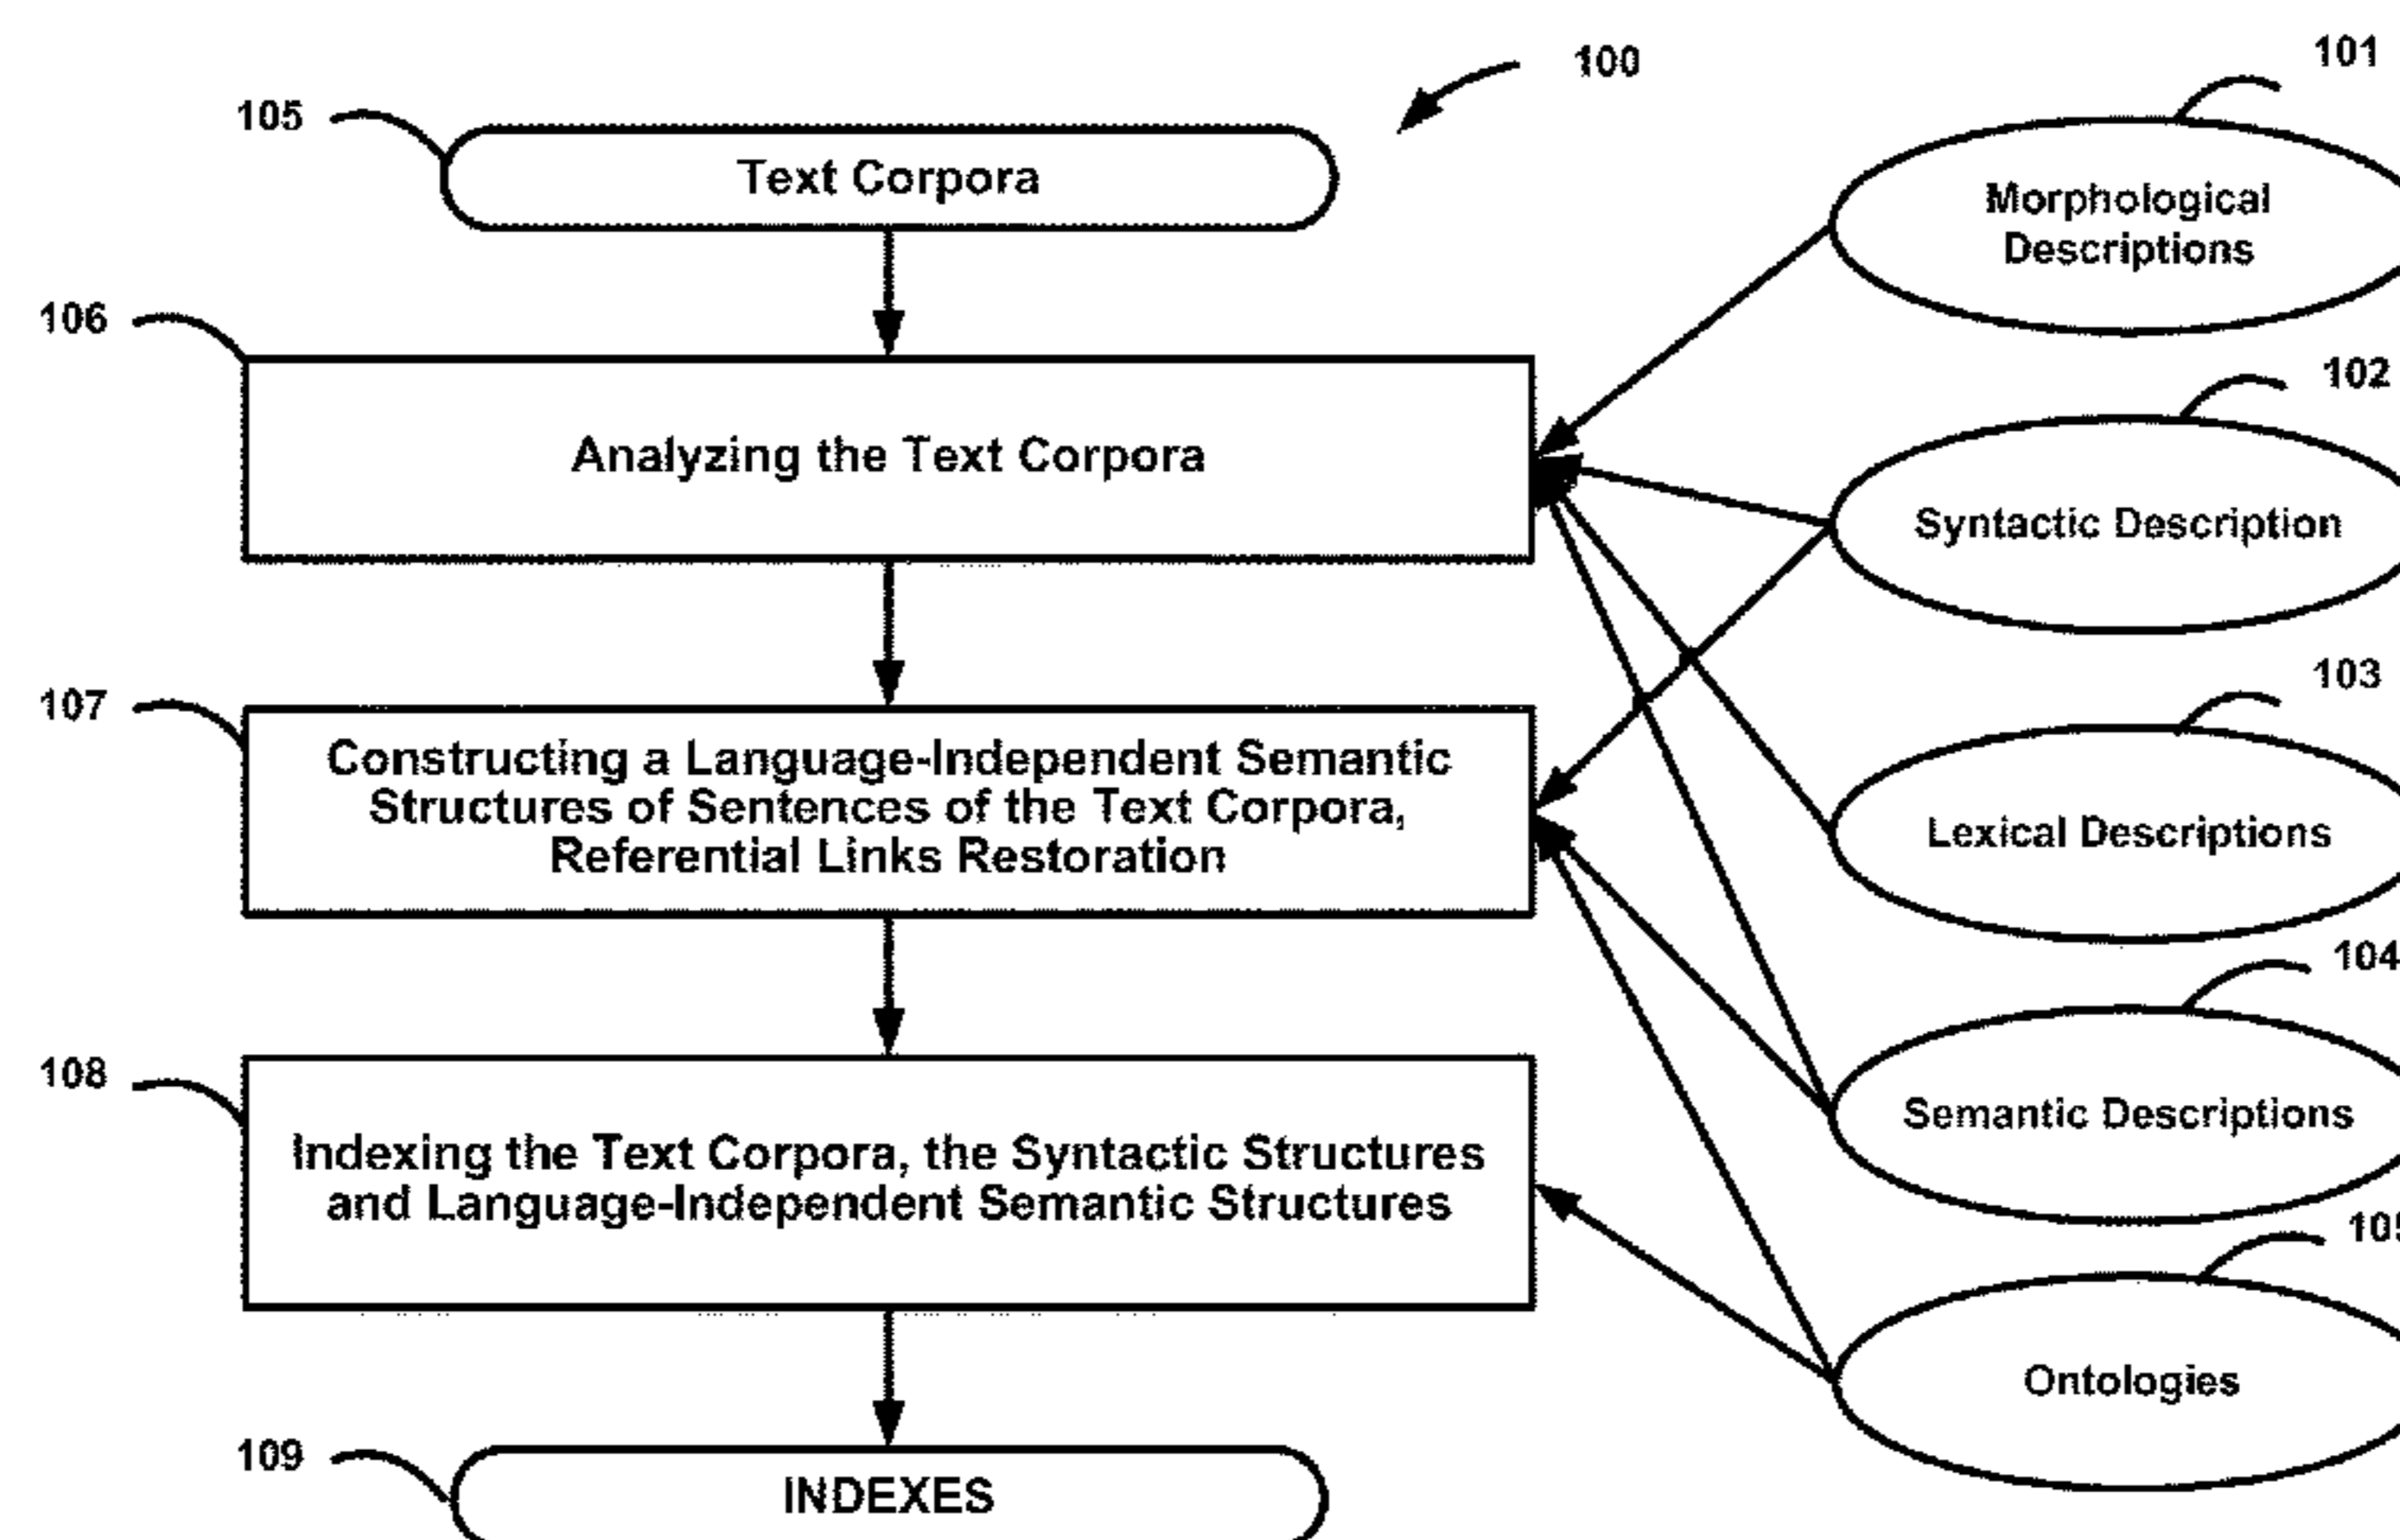 100
101
105
Text Corpora
Morphological
Descriptions
106
102
Analyzing the Text Corpora
Syntactic Description
103
107
Constructing a Language-Independent Semantic
Structures of Sentences of the Text Corpora,
Referential Links Restoration
Lexical Descriptions
104
108
Semantic Descriptions
Indexing the Text Corpora, the Syntactic Structures
and Language-Independent Semantic Structures
105
Ontologies
109
INDEXES